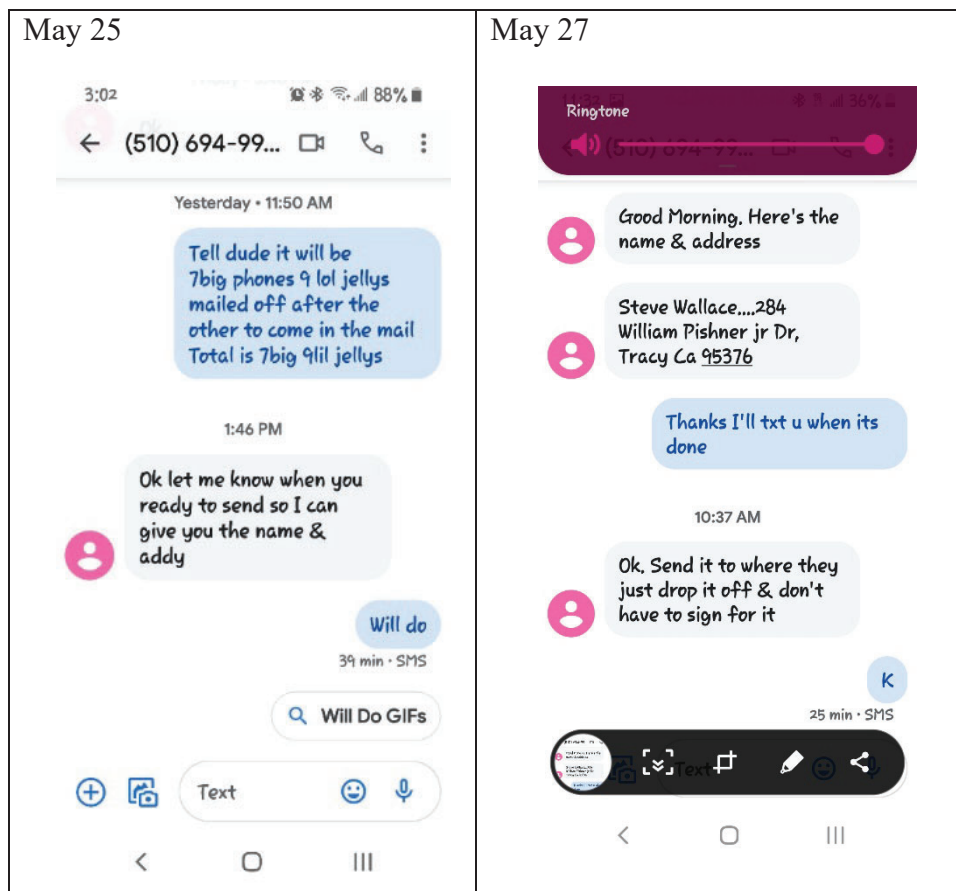 May 25
3:02
88%
(510) 694-99...
Yesterday • 11:50 AM
Tell dude it will be
7big phones 9 lol jellys
mailed off after the
other to come in the mail
Total is 7big 9lil jellys
1:46 PM
Ok let me know when you
ready to send so I can
give you the name &
addy
Will do
39 min • SMS
Will Do GIFs
Text
May 27
11:32
36%
Ringtone
(510) 694-99...
Good Morning. Here's the
name & address
Steve Wallace....284
William Pishner jr Dr,
Tracy Ca 95376
Thanks I'll txt u when its
done
10:37 AM
Ok. Send it to where they
just drop it off & don't
have to sign for it
K
25 min • SMS
Text